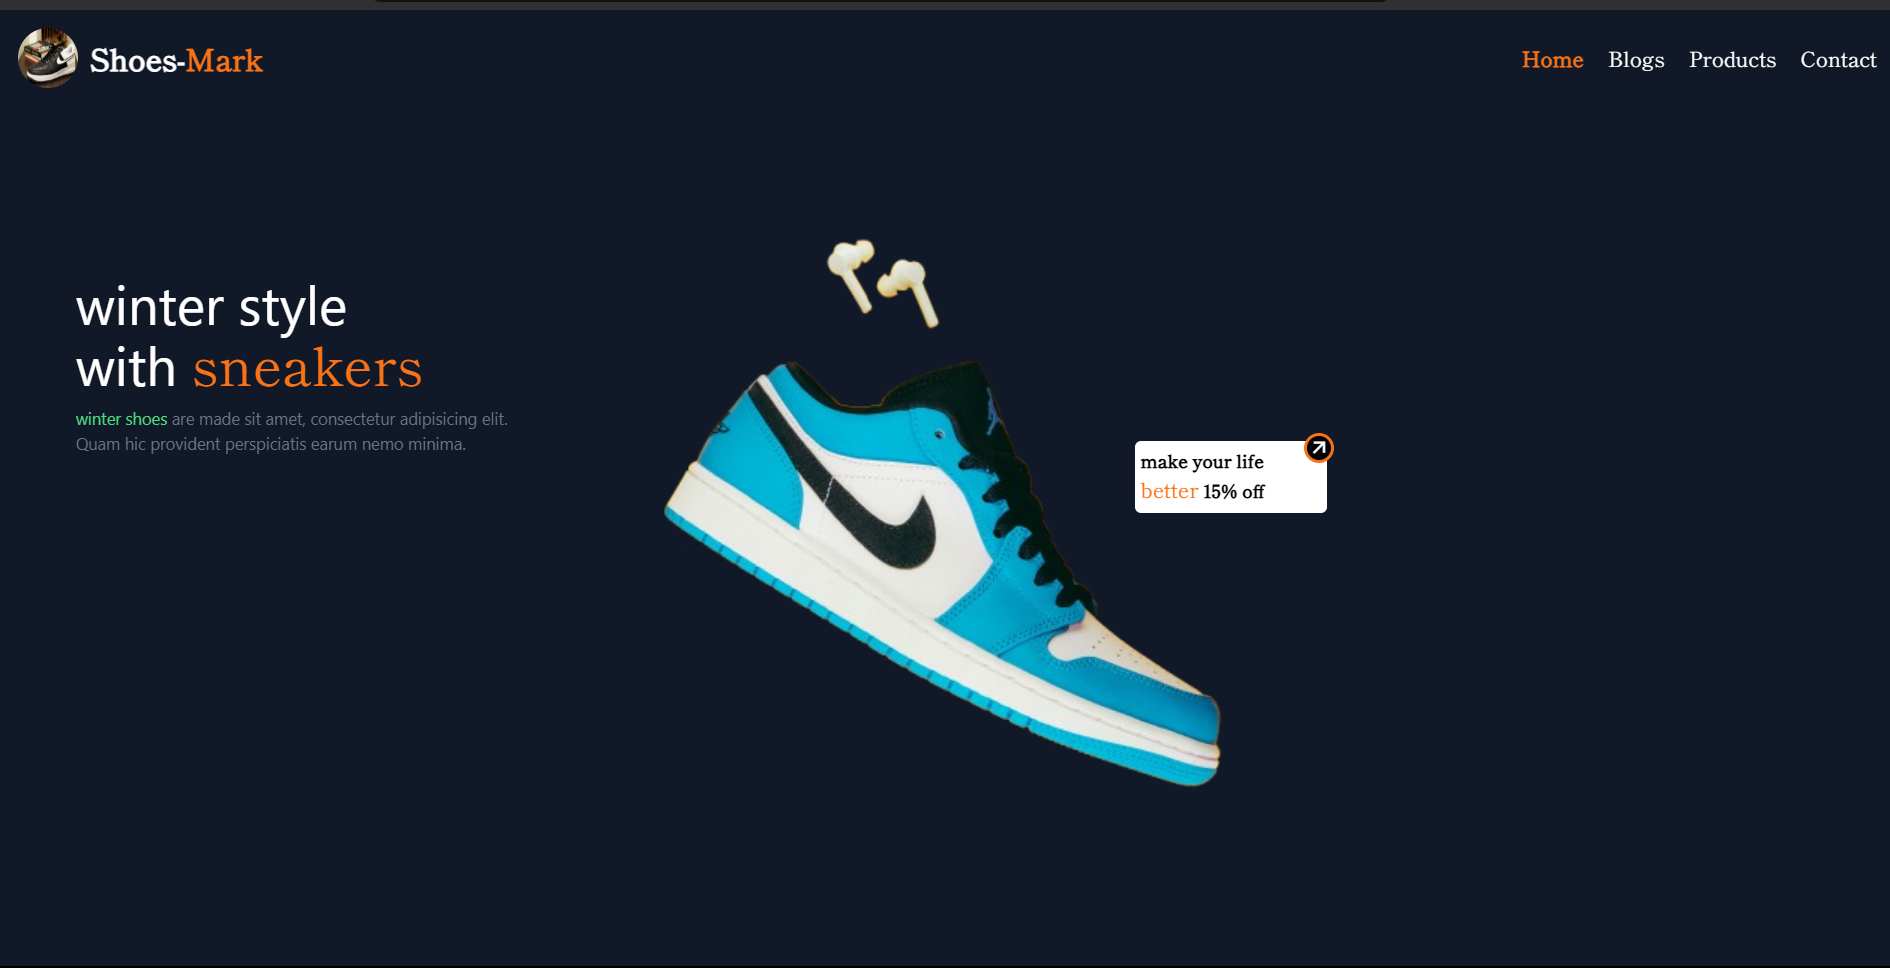 Shoes-Mark
Home Blogs Products Contact
winter style
with sneakers
winter shoes are made sit amet, consectetur adipisicing elit.
Quam hic provident perspiciatis earum nemo minima.
make your life
better 15% off